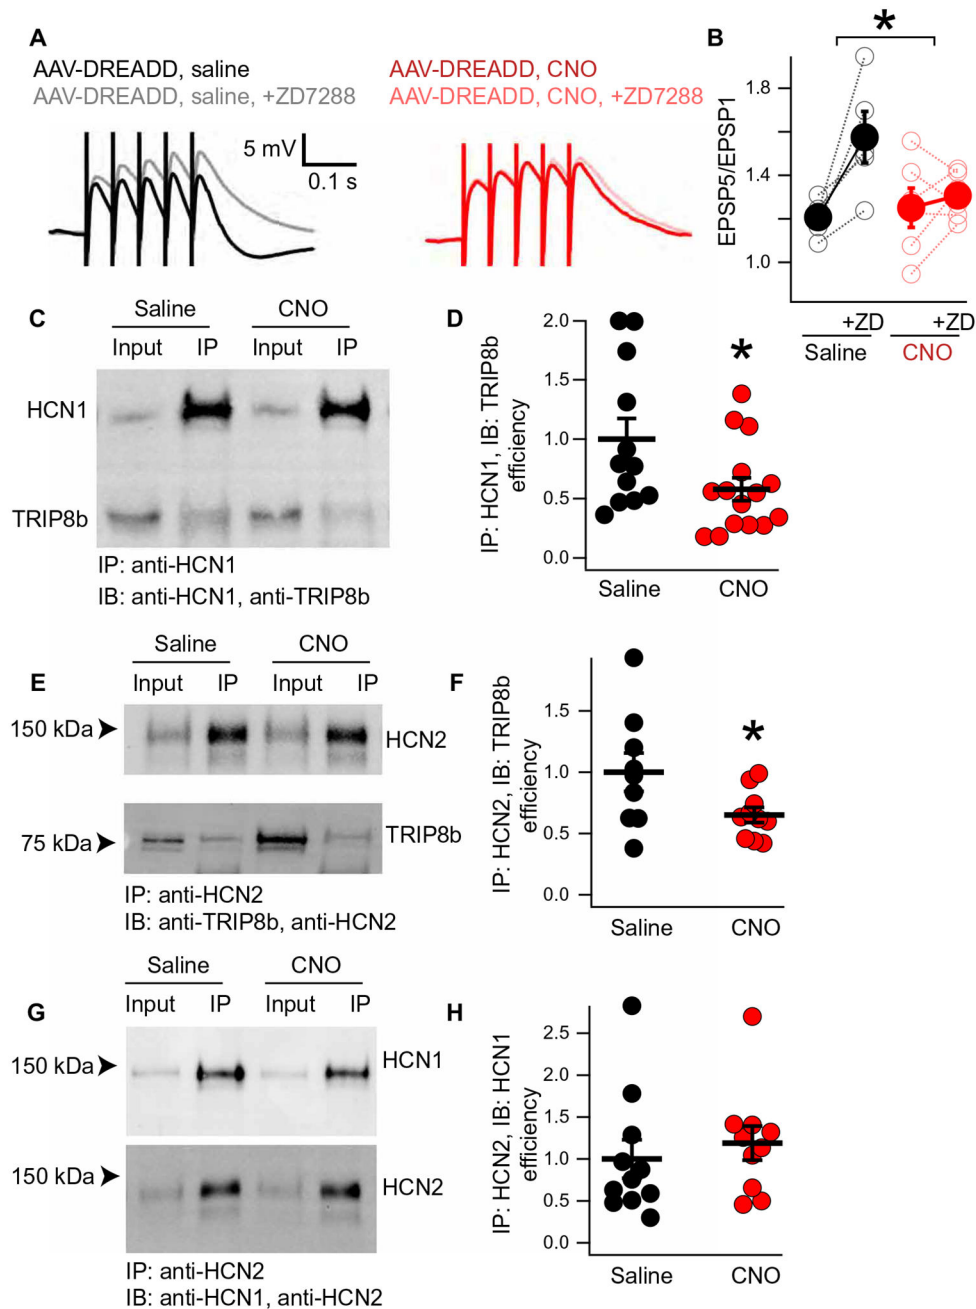 A
AAV-DREADD, saline
AAV-DREADD, saline, +ZD7288
AAV-DREADD, CNO
AAV-DREADD, CNO, +ZD7288
5 mV
0.1 s
B
*
EPSP5/EPSP1
1.8
1.4
1.0
+ZD +ZD
Saline CNO
C
Saline CNO
Input IP Input IP
HCN1
TRIP8b
IP: anti-HCN1
IB: anti-HCN1, anti-TRIP8b
D
IP: HCN1, IB: TRIP8b
efficiency
2.0
1.5
1.0
0.5
0.0
*
Saline CNO
E
Saline CNO
Input IP Input IP
150 kDa
HCN2
75 kDa
TRIP8b
IP: anti-HCN2
IB: anti-TRIP8b, anti-HCN2
F
IP: HCN2, IB: TRIP8b
efficiency
1.5
1.0
0.5
0.0
*
Saline CNO
G
Saline CNO
Input IP Input IP
150 kDa
HCN1
150 kDa
HCN2
IP: anti-HCN2
IB: anti-HCN1, anti-HCN2
H
IP: HCN2, IB: HCN1
efficiency
2.5
2.0
1.5
1.0
0.5
0.0
Saline CNO